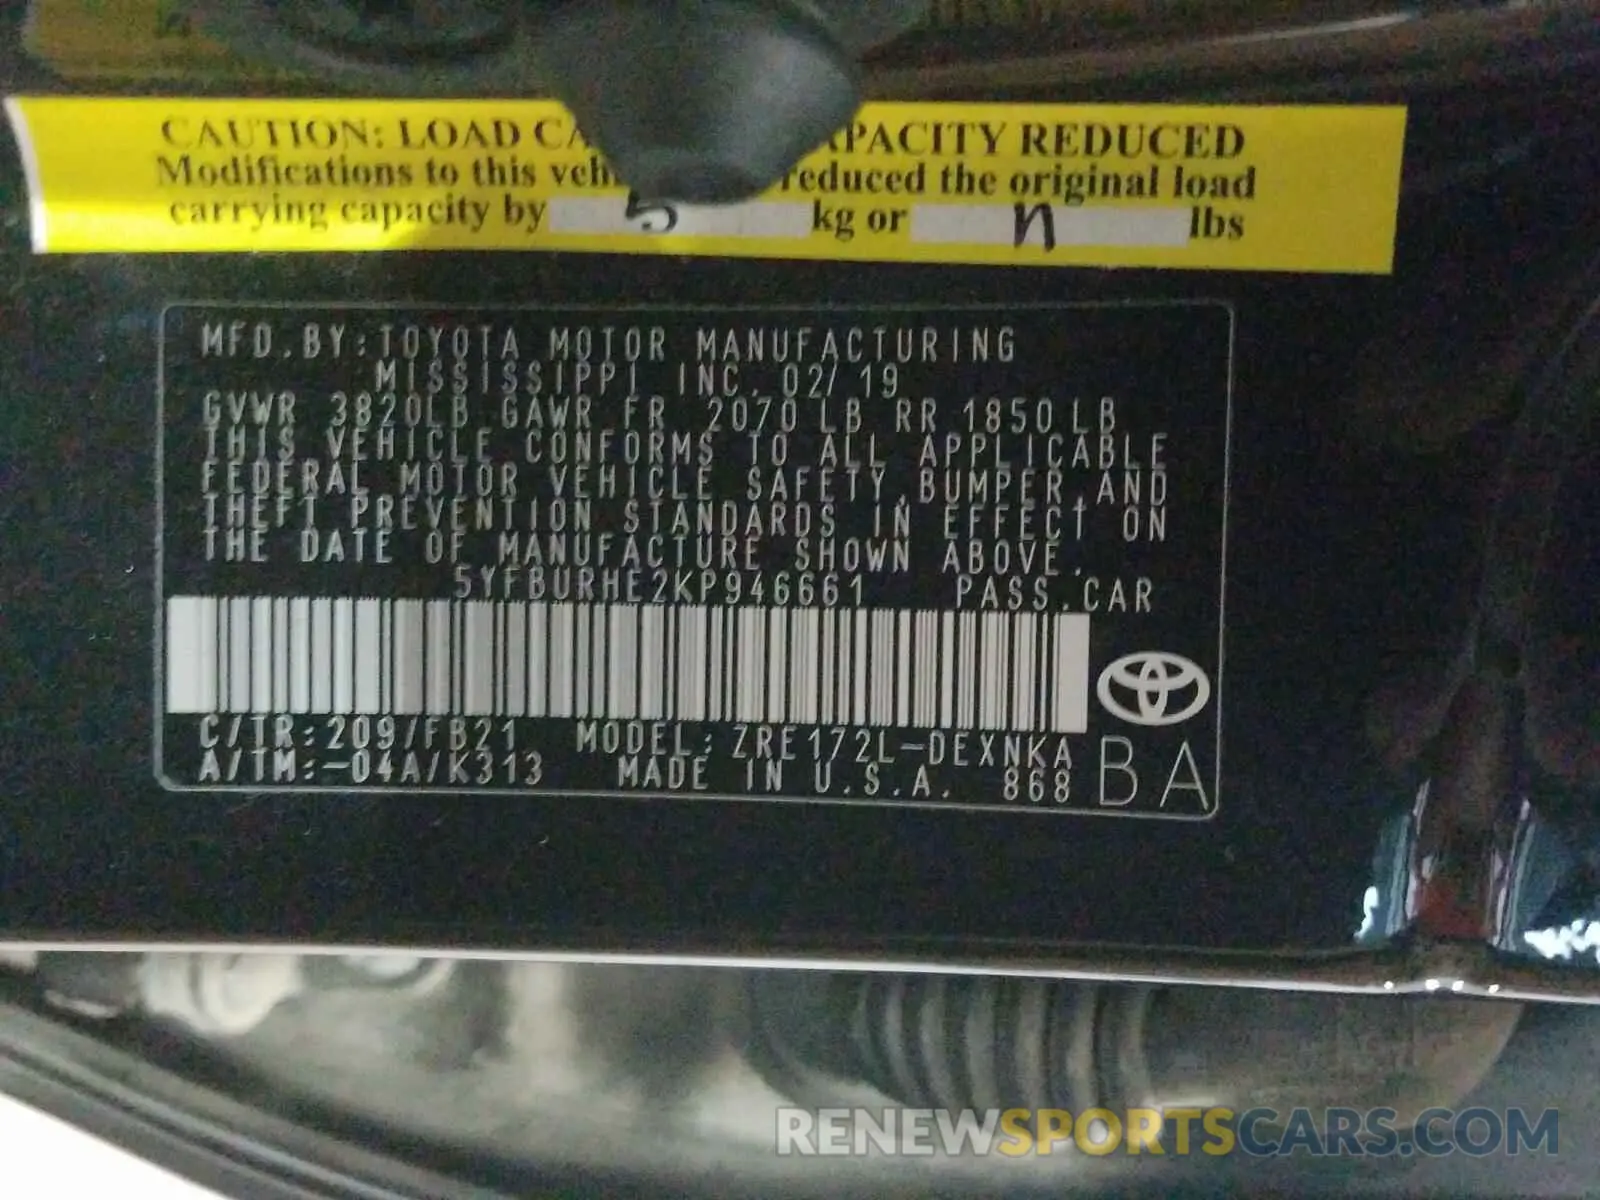 CAUTION: LOAD CA PACITY REDUCED
Modifications to this veh reduced the original load
carrying capacity by 5 kg or n lbs
MFD.BY:TOYOTA MOTOR MANUFACTURING
MISSISSIPPI INC. 02/19
GVWR 3820LB GAWR FR 2070LB RR 1850LB
THIS VEHICLE CONFORMS TO ALL APPLICABLE
FEDERAL MOTOR VEHICLE SAFETY,BUMPER,AND
THEFT PREVENTION STANDARDS IN EFFECT ON
THE DATE OF MANUFACTURE SHOWN ABOVE.
5YFBURHE2KP946661 PASS.CAR
C/TR:209/FB21 MODEL:ZRE172L-DEXNKA
A/TM:-04A/K313 MADE IN U.S.A. 868 BA
RENEWSPORTSCARS.COM